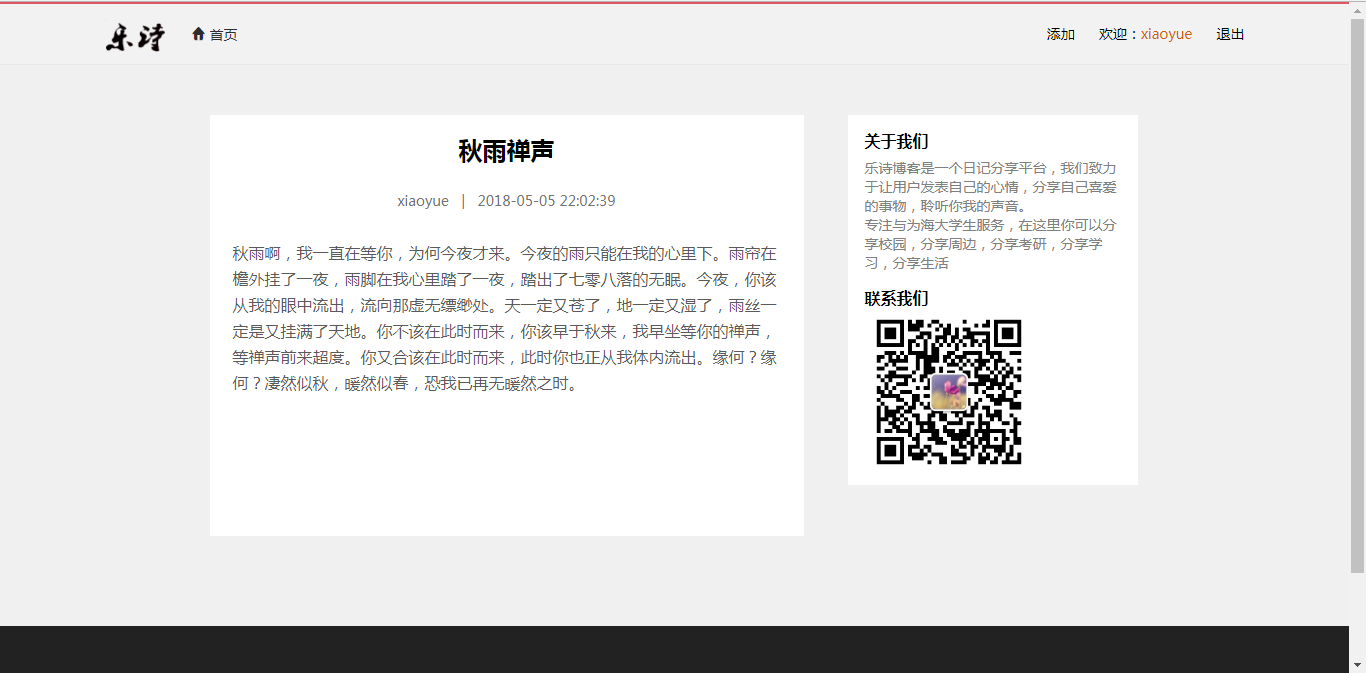 乐诗 首页 添加 欢迎：xiaoyue 退出
秋雨禅声
xiaoyue | 2018-05-05 22:02:39
秋雨啊，我一直在等你，为何今夜才来。今夜的雨只能在我的心里下。雨帘在
檐外挂了一夜，雨脚在我心里踏了一夜，踏出了七零八落的无眠。今夜，你该
从我的眼中流出，流向那虚无缥缈处。天一定又苍了，地一定又湿了，雨丝一
定是又挂满了天地。你不该在此时而来，你该早于秋来，我早坐等你的禅声，
等禅声前来超度。你又合该在此时而来，此时你也正从我体内流出。缘何？缘
何？凄然似秋，暖然似春，恐我已再无暖然之时。
关于我们
乐诗博客是一个日记分享平台，我们致力
于让用户发表自己的心情，分享自己喜爱
的事物，聆听你我的声音。
专注与为海大学生服务，在这里你可以分
享校园，分享周边，分享考研，分享学
习，分享生活
联系我们